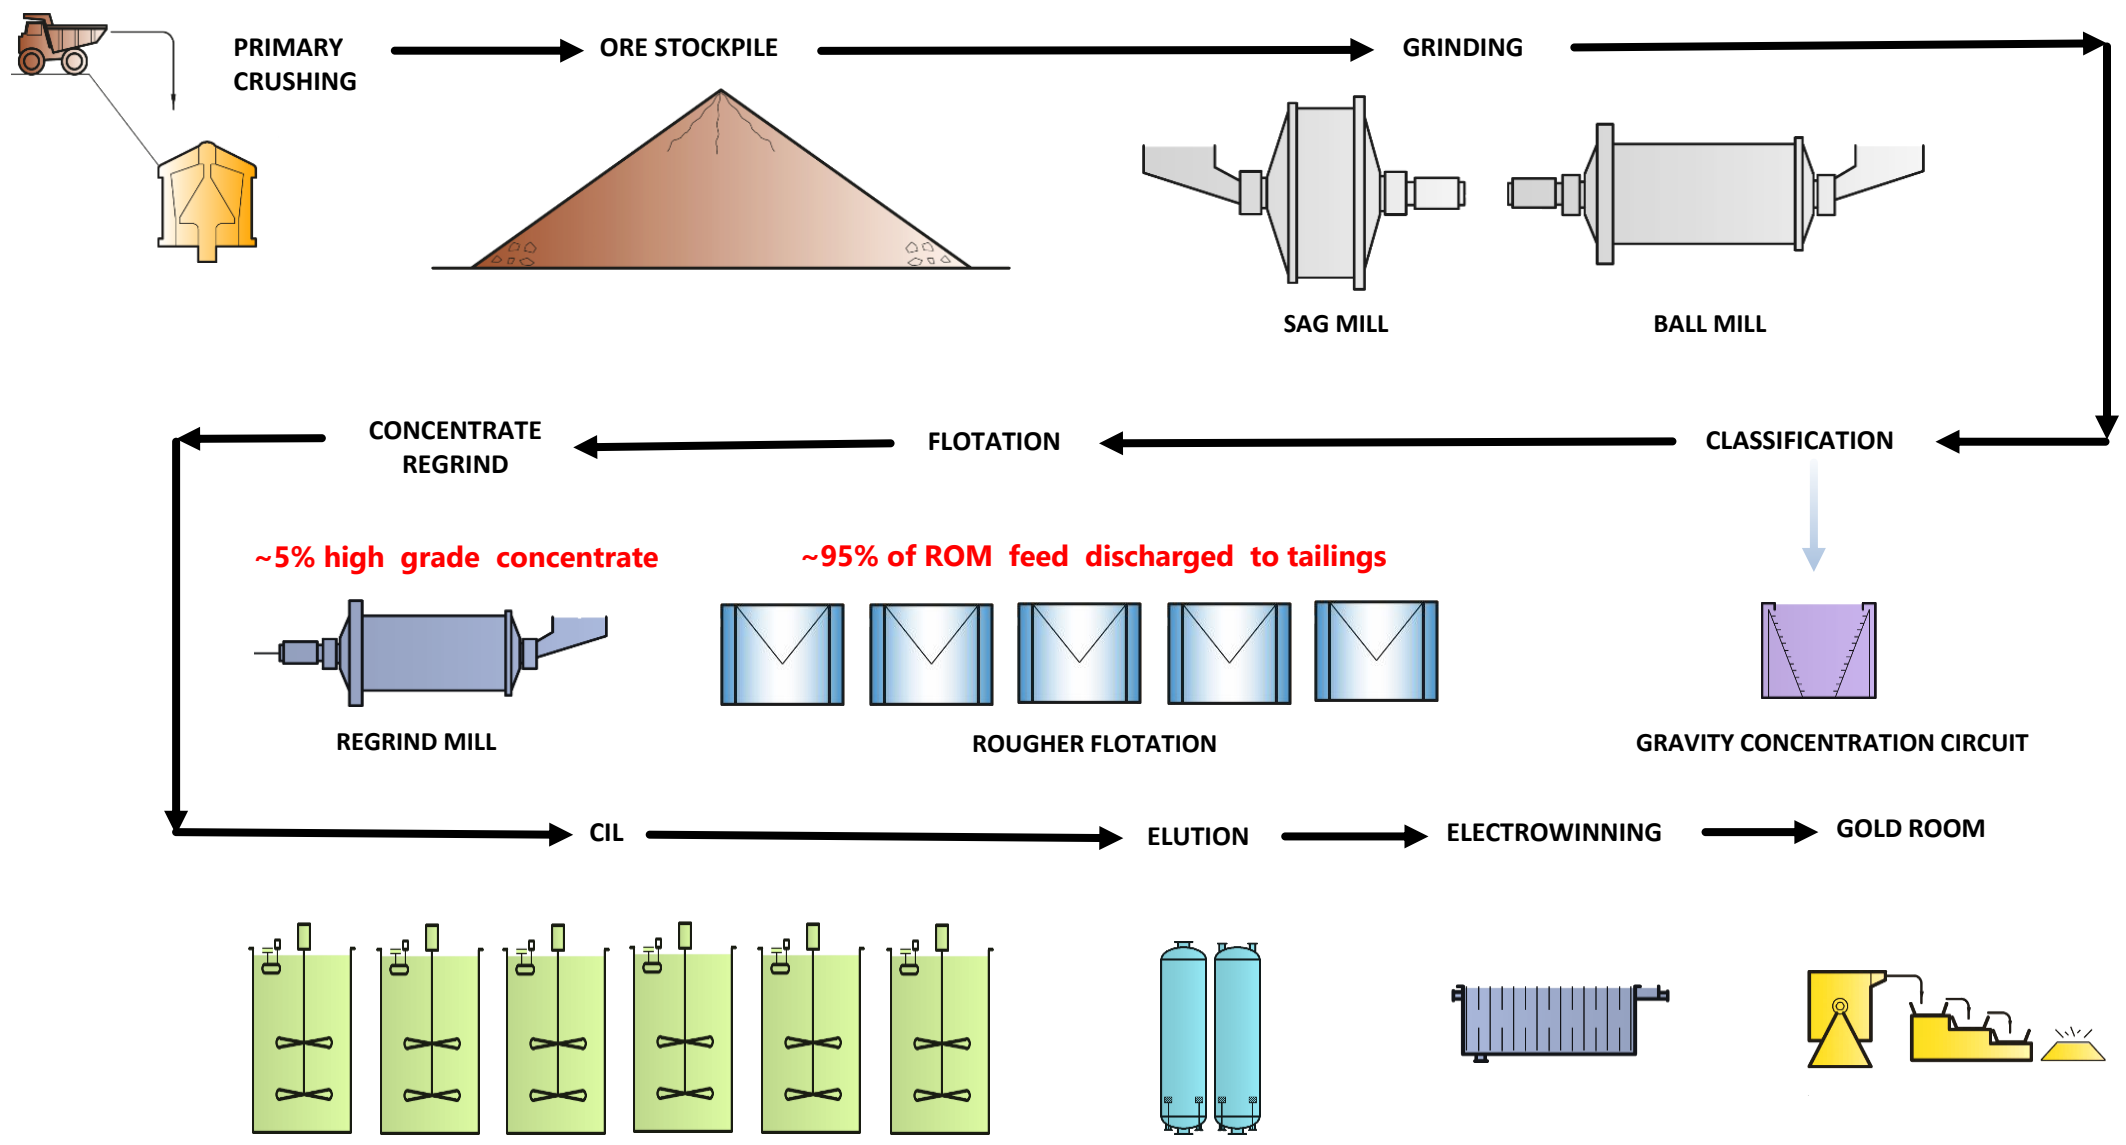 PRIMARY
CRUSHING
ORE STOCKPILE
GRINDING
SAG MILL
BALL MILL
CONCENTRATE
REGRIND
FLOTATION
CLASSIFICATION
~5% high grade concentrate
~95% of ROM feed discharged to tailings
REGRIND MILL
ROUGHER FLOTATION
GRAVITY CONCENTRATION CIRCUIT
CIL
ELUTION
ELECTROWINNING
GOLD ROOM